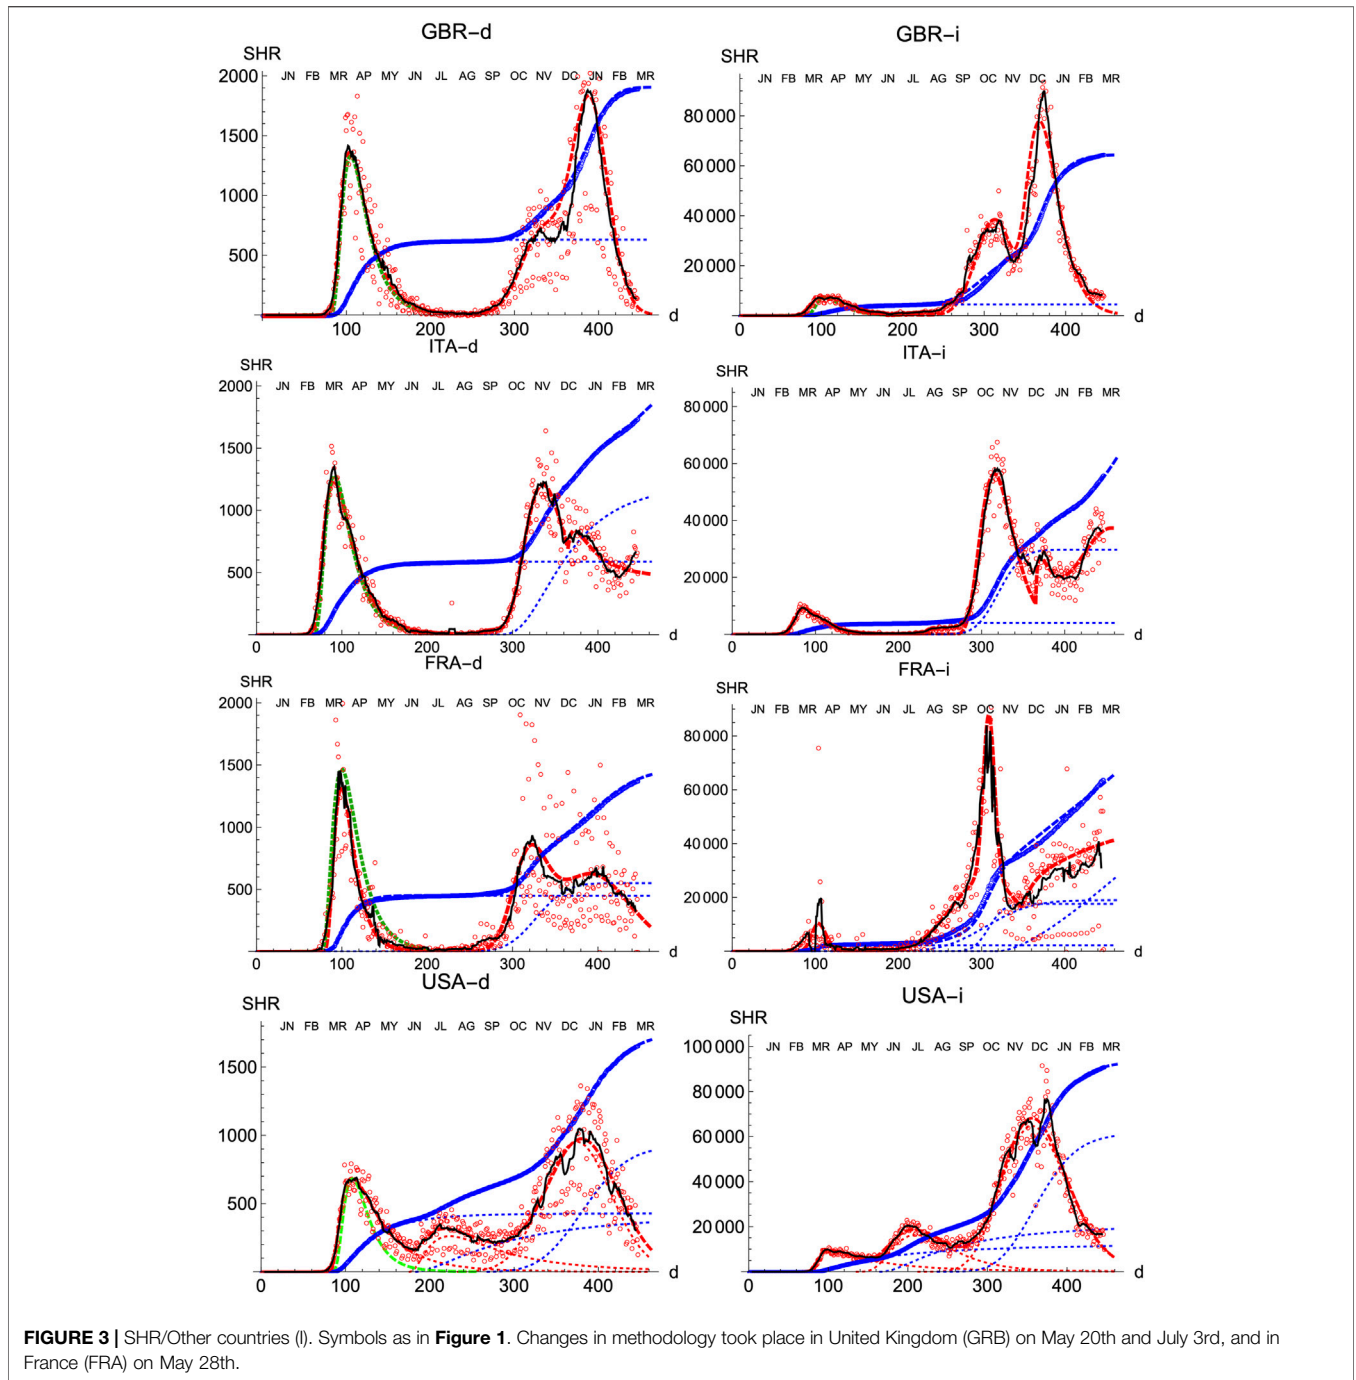 GBR-d
SHR
JN FB MR AP MY JN JL AG SP OC NV DC JN FB MR
2000
1500
1000
500
100 200 300 400
d
GBR-i
SHR
JN FB MR AP MY JN JL AG SP OC NV DC JN FB MR
80 000
60 000
40 000
20 000
0
0 100 200 300 400
d
ITA-d
SHR
JN FB MR AP MY JN JL AG SP OC NV DC JN FB MR
2000
1500
1000
500
0
0 100 200 300 400
d
ITA-i
SHR
JN FB MR AP MY JN JL AG SP OC NV DC JN FB MR
80 000
60 000
40 000
20 000
0
0 100 200 300 400
d
FRA-d
SHR
JN FB MR AP MY JN JL AG SP OC NV DC JN FB MR
2000
1500
1000
500
0
0 100 200 300 400
d
FRA-i
SHR
JN FB MR AP MY JN JL AG SP OC NV DC JN FB MR
80 000
60 000
40 000
20 000
0
0 100 200 300 400
d
USA-d
SHR
JN FB MR AP MY JN JL AG SP OC NV DC JN FB MR
1500
1000
500
0 100 200 300 400
d
USA-i
SHR
JN FB MR AP MY JN JL AG SP OC NV DC JN FB MR
100 000
80 000
60 000
40 000
20 000
0
0 100 200 300 400
d
FIGURE 3 | SHR/Other countries (I). Symbols as in Figure 1. Changes in methodology took place in United Kingdom (GRB) on May 20th and July 3rd, and in
France (FRA) on May 28th.